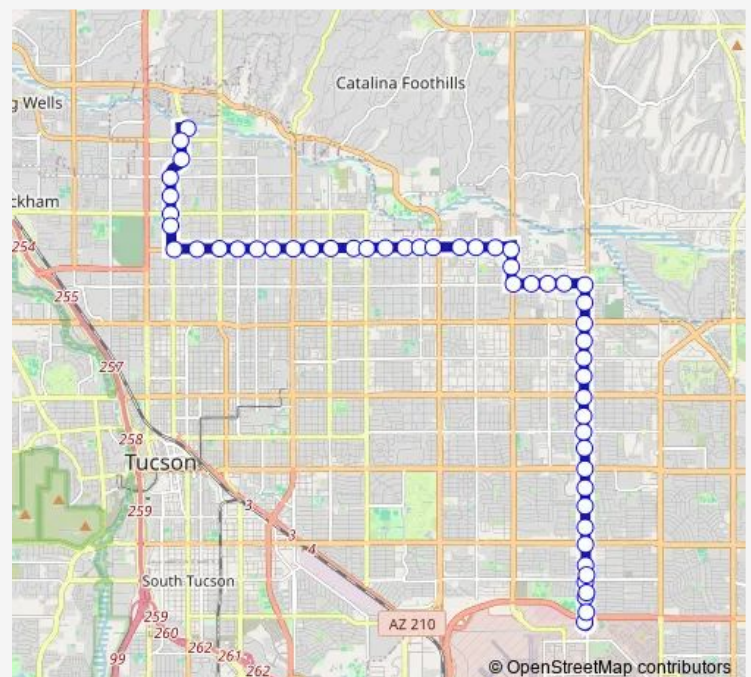 Catalina Foothills
g Wells
ckham
254
255
257
258
Tucson
259
3
3
4
South Tucson
259
260
262
261
262
99
AZ 210
© OpenStreetMap contributors